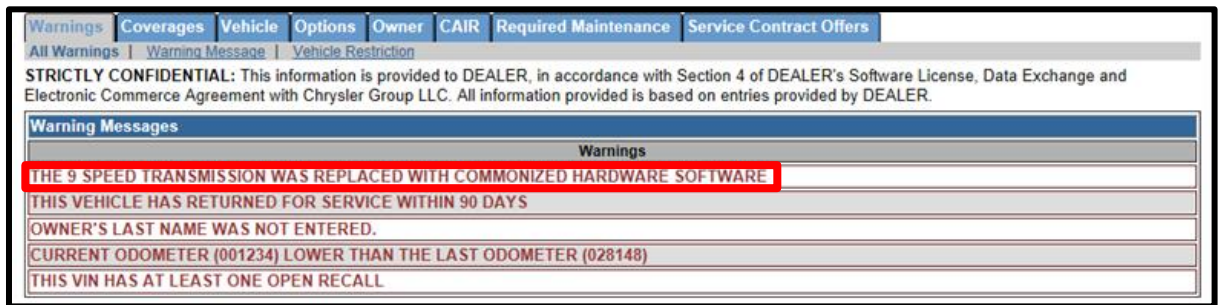 Warnings Coverages Vehicle Options Owner CAIR Required Maintenance Service Contract Offers
All Warnings | Warning Message | Vehicle Restriction
STRICTLY CONFIDENTIAL: This information is provided to DEALER, in accordance with Section 4 of DEALER's Software License, Data Exchange and
Electronic Commerce Agreement with Chrysler Group LLC. All information provided is based on entries provided by DEALER.
Warning Messages
Warnings
THE 9 SPEED TRANSMISSION WAS REPLACED WITH COMMONIZED HARDWARE SOFTWARE
THIS VEHICLE HAS RETURNED FOR SERVICE WITHIN 90 DAYS
OWNER'S LAST NAME WAS NOT ENTERED.
CURRENT ODOMETER (001234) LOWER THAN THE LAST ODOMETER (028148)
THIS VIN HAS AT LEAST ONE OPEN RECALL